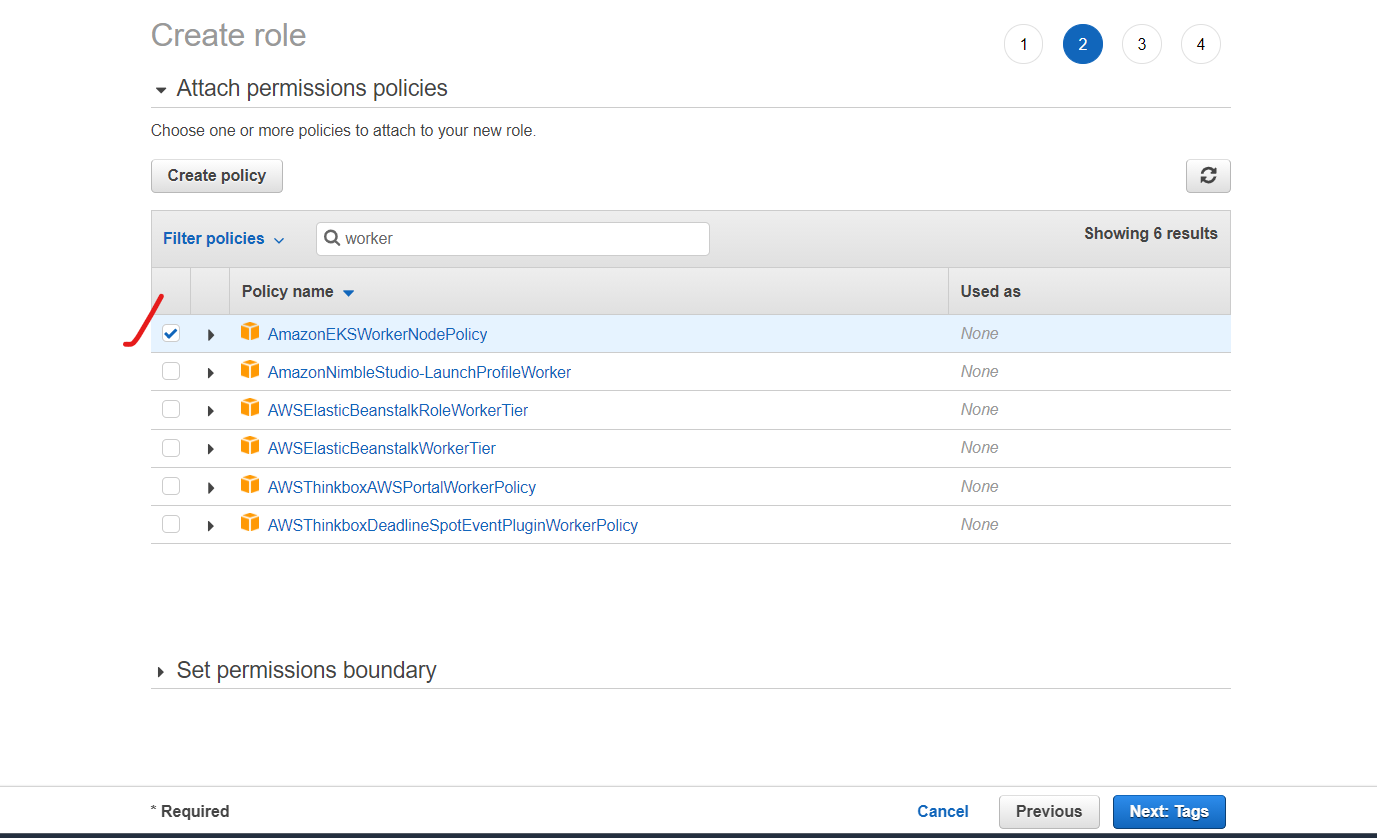 Create role
1 2 3 4
Attach permissions policies
Choose one or more policies to attach to your new role.
Create policy
Filter policies worker Showing 6 results
Policy name Used as
AmazonEKSWorkerNodePolicy None
AmazonNimbleStudio-LaunchProfileWorker None
AWSElasticBeanstalkRoleWorkerTier None
AWSElasticBeanstalkWorkerTier None
AWSThinkboxAWSPortalWorkerPolicy None
AWSThinkboxDeadlineSpotEventPluginWorkerPolicy None
Set permissions boundary
* Required Cancel Previous Next: Tags